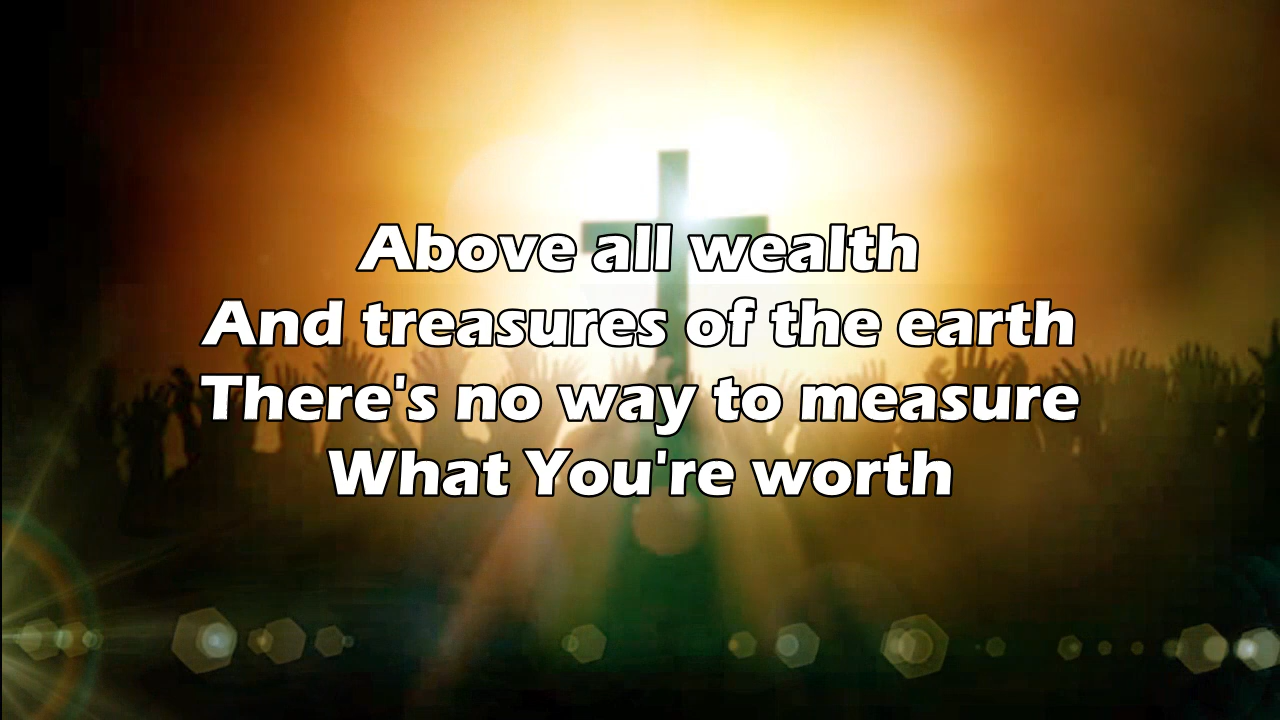 Above all wealth
And treasures of the earth
There's no way to measure
What You're worth